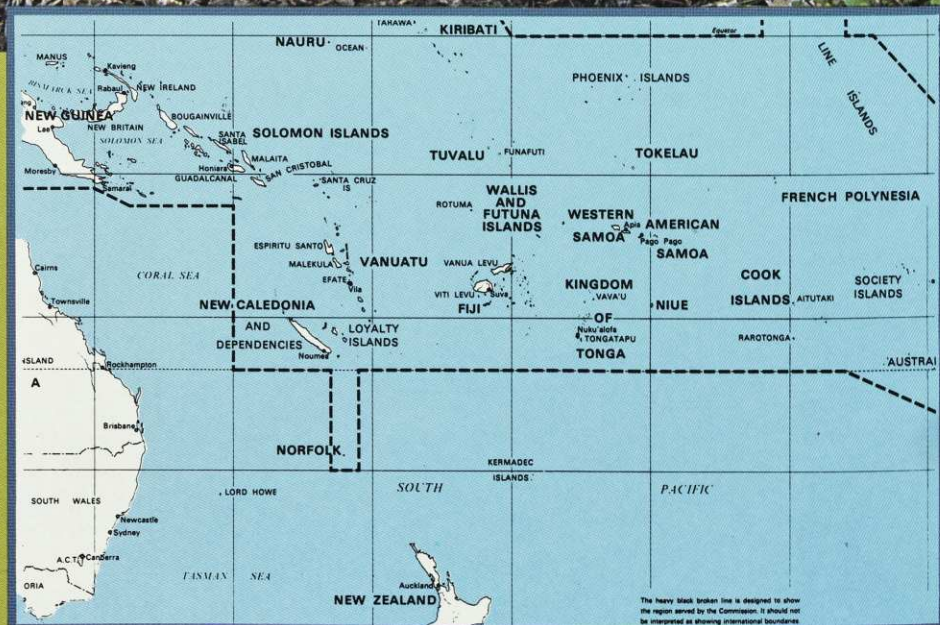 TARAWA
KIRIBATI
Equator
NAURU
OCEAN
LINE
ISLANDS
MANUS
Kavieng
BISMARCK SEA
Rabaul
NEW IRELAND
PHOENIX ISLANDS
NEW GUINEA
BOUGAINVILLE
Lae
NEW BRITAIN
SOLOMON SEA
SANTA
ISABEL
SOLOMON ISLANDS
MALAITA
TUVALU
FUNAFUTI
TOKELAU
Moresby
Honiara
GUADALCANAL
SAN CRISTOBAL
SANTA CRUZ
IS
Samarai
ROTUMA
WALLIS
AND
FUTUNA
ISLANDS
WESTERN
SAMOA
Apia
AMERICAN
Pago Pago
SAMOA
FRENCH POLYNESIA
ESPIRITU SANTO
MALEKULA
VANUATU
EFATE
Vila
VANUA LEVU
VITI LEVU
Suva
FIJI
KINGDOM
VAVA'U
OF
Nuku'alofa
TONGATAPU
TONGA
NIUE
COOK
ISLANDS
AITUTAKI
RAROTONGA
SOCIETY
ISLANDS
AUSTRAL
Cairns
CORAL SEA
Townsville
NEW CALEDONIA
AND
DEPENDENCIES
LOYALTY
ISLANDS
Noumea
NSLAND
Rockhampton
A
Brisbane
NORFOLK
KERMADEC
ISLANDS
SOUTH PACIFIC
LORD HOWE
SOUTH WALES
Newcastle
Sydney
A.C.T.
Canberra
TASMAN SEA
ORIA
Auckland
NEW ZEALAND
The heavy black broken line is designed to show
the region served by the Commission. It should not
be interpreted as showing international boundaries.